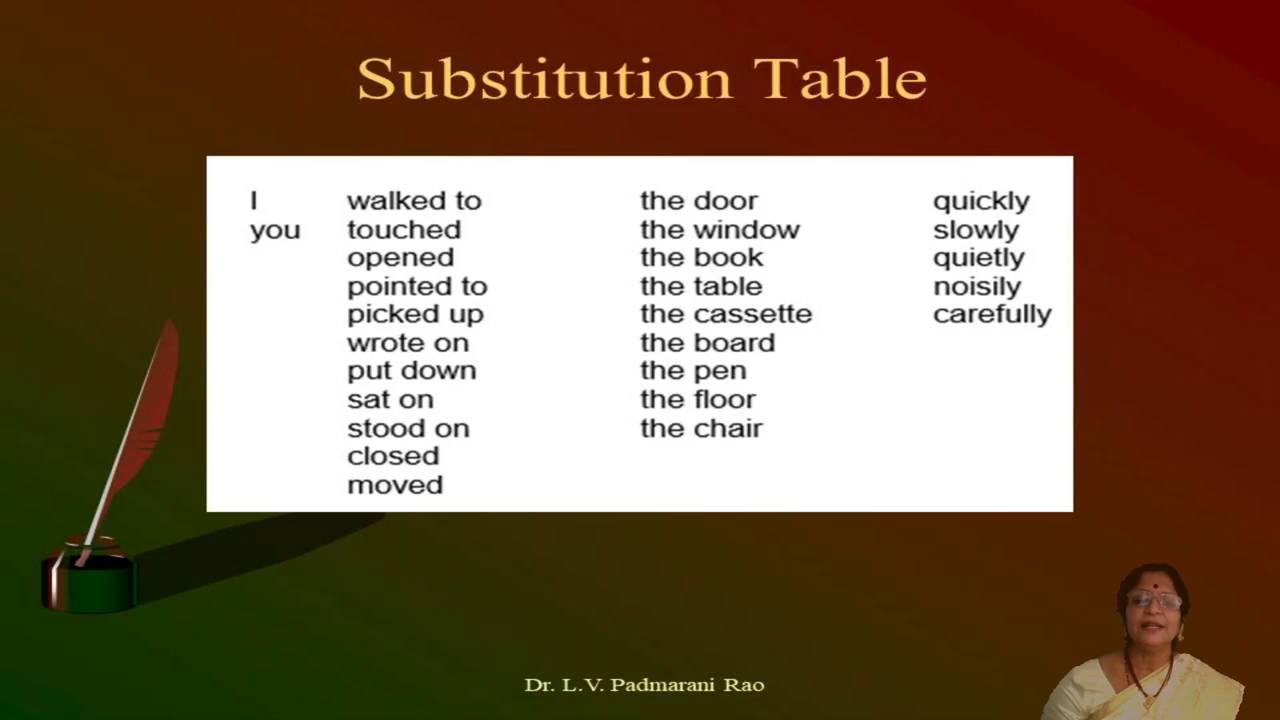 Substitution Table
I walked to the door quickly
you touched the window slowly
opened the book quietly
pointed to the table noisily
picked up the cassette carefully
wrote on the board
put down the pen
sat on the floor
stood on the chair
closed
moved
Dr. L.V. Padmarani Rao